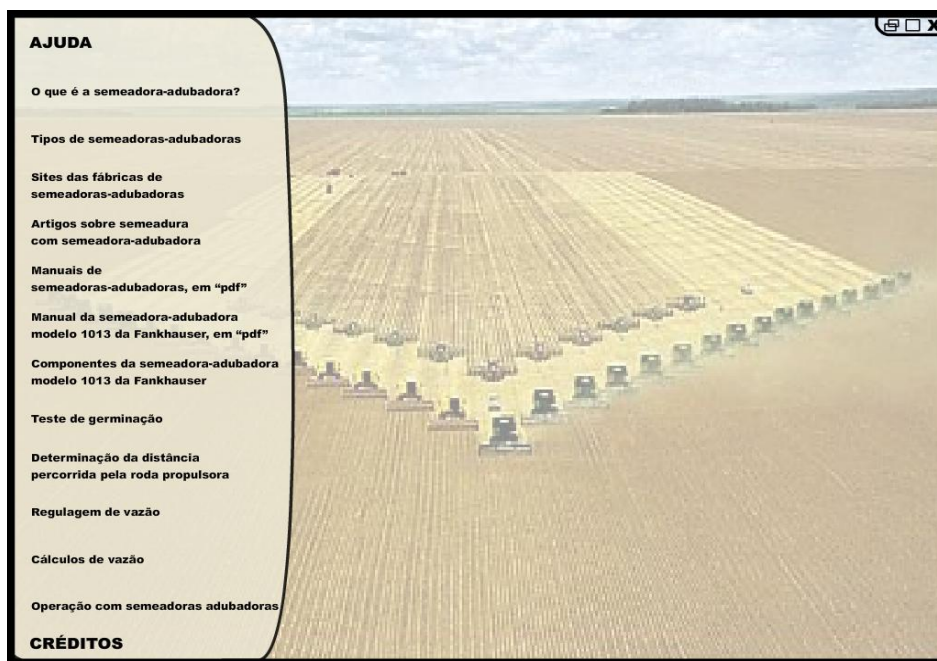 AJUDA
O que é a semeadora-adubadora?
Tipos de semeadoras-adubadoras
Sites das fábricas de
semeadoras-adubadoras
Artigos sobre semeadura
com semeadora-adubadora
Manuais de
semeadoras-adubadoras, em “pdf”
Manual da semeadora-adubadora
modelo 1013 da Fankhauser, em “pdf”
Componentes da semeadora-adubadora
modelo 1013 da Fankhauser
Teste de germinação
Determinação da distância
percorrida pela roda propulsora
Regulagem de vazão
Cálculos de vazão
Operação com semeadoras adubadoras
CRÉDITOS